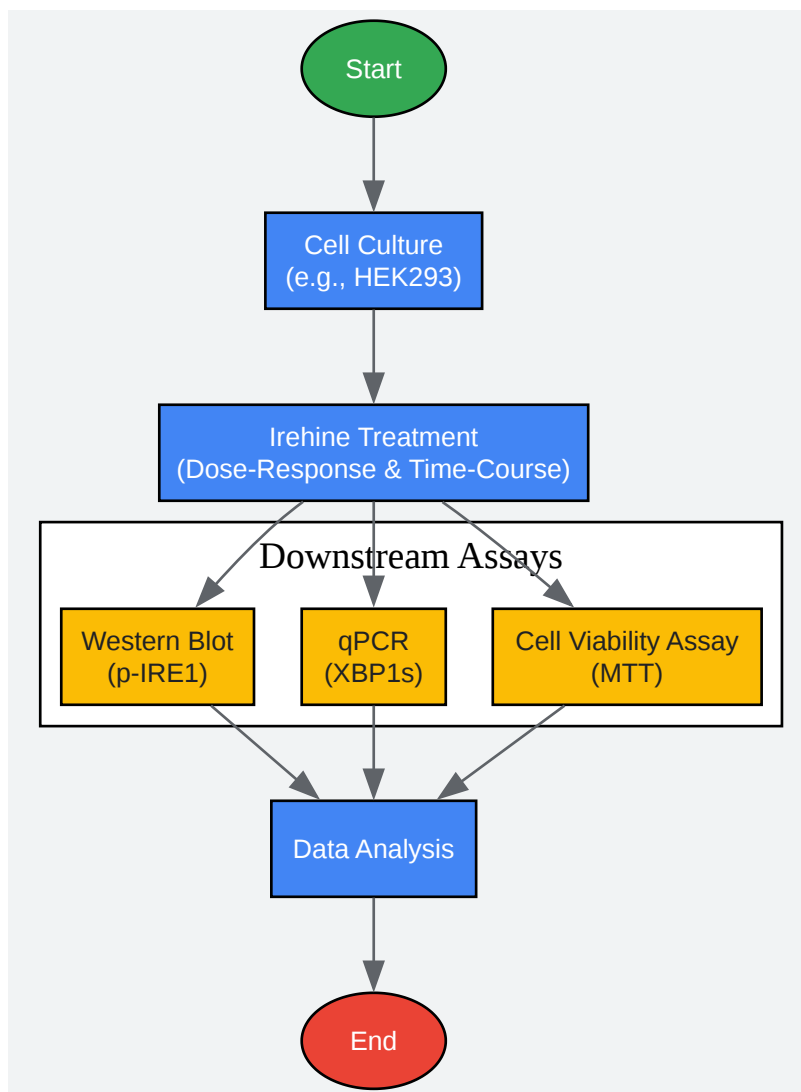 Start
Cell Culture
(e.g., HEK293)
Irehine Treatment
(Dose-Response & Time-Course)
Downstream Assays
Western Blot
(p-IRE1)
qPCR
(XBP1s)
Cell Viability Assay
(MTT)
Data Analysis
End